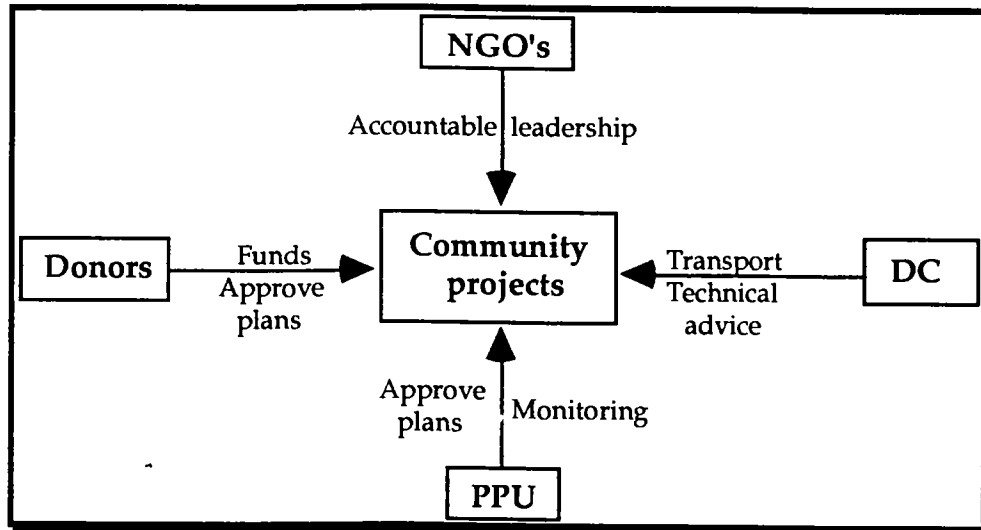 NGO's
Accountable leadership
Donors
Funds
Approve
plans
Community
projects
Transport
Technical
advice
DC
Approve
plans
Monitoring
PPU